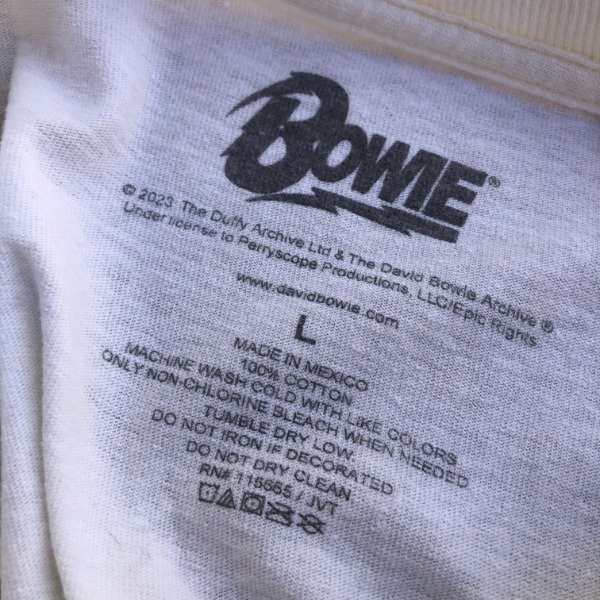 BOWIE®
© 2023 The Duffy Archive Ltd & The David Bowie Archive ®
Under license to Perryscope Productions, LLC/Epic Rights
www.davidbowie.com
L
MADE IN MEXICO
100% COTTON
MACHINE WASH COLD WITH LIKE COLORS
ONLY NON-CHLORINE BLEACH WHEN NEEDED
TUMBLE DRY LOW.
DO NOT IRON IF DECORATED
DO NOT DRY CLEAN
RN# 115565 / JVT